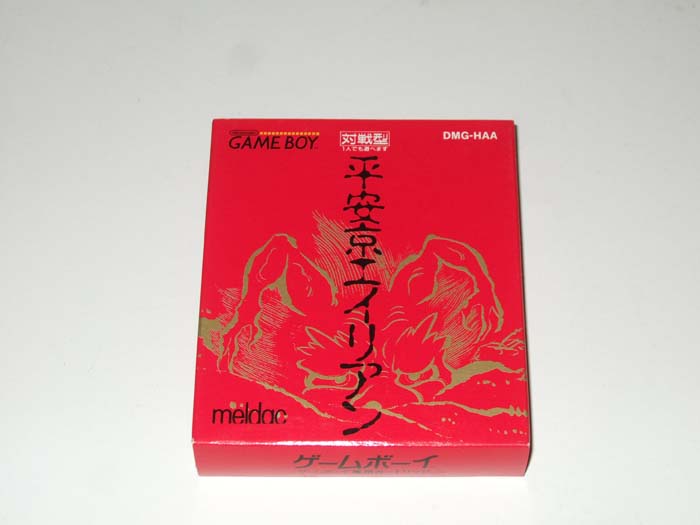 GAME BOY
対戦型
1人でも遊べます
DMG-HAA
平安京エイリアン
meldac
ゲームボーイ